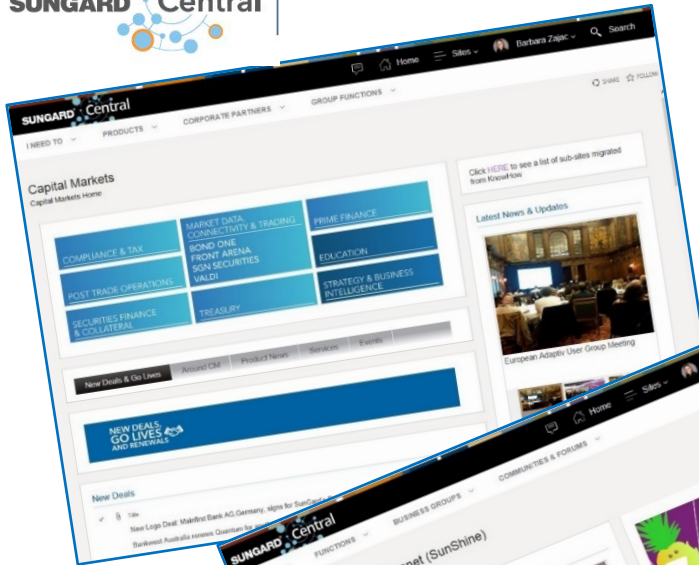 SUNGARD Central
Home
Sites
Barbara Zajac
Search
SUNGARD Central
I NEED TO
PRODUCTS
CORPORATE PARTNERS
GROUP FUNCTIONS
SHARE
FOLLOW
Capital Markets
Capital Markets Home
COMPLIANCE & TAX
MARKET DATA,
CONNECTIVITY & TRADING
BOND ONE
FRONT ARENA
SGN SECURITIES
VALDI
PRIME FINANCE
EDUCATION
POST TRADE OPERATIONS
SECURITIES FINANCE
& COLLATERAL
TREASURY
STRATEGY & BUSINESS
INTELLIGENCE
Click HERE to see a list of sub-sites migrated
from KnowHow
Latest News & Updates
European Adaptiv User Group Meeting
New Deals & Go Lives
Around CM
Product News
Services
Events
NEW DEALS,
GO LIVES
AND RENEWALS
New Deals
Title
New Logo Deal: Mainfirst Bank AG, Germany, signs for SunGard's
Bankwest Australia renews Quantum for
Home
Sites
SUNGARD Central
FUNCTIONS
BUSINESS GROUPS
COMMUNITIES & FORUMS
(SunShine)